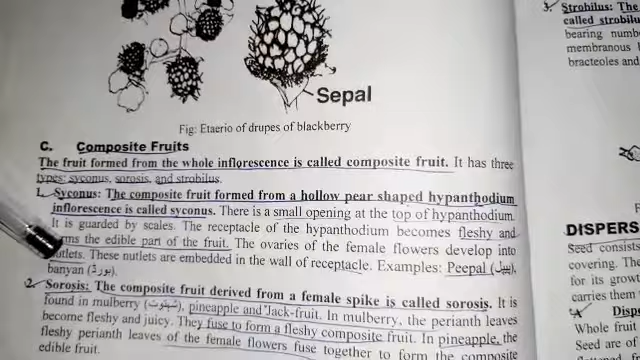 Sepal
Fig: Etaerio of drupes of blackberry
C. Composite Fruits
The fruit formed from the whole inflorescence is called composite fruit. It has three
types: syconus, sorosis, and strobilus.
1. Syconus: The composite fruit formed from a hollow pear shaped hypanthodium
inflorescence is called syconus. There is a small opening at the top of hypanthodium.
It is guarded by scales. The receptacle of the hypanthodium becomes fleshy and
the edible part of the fruit. The ovaries of the female flowers develop into
These nutlets are embedded in the wall of receptacle. Examples: Peepal (پیپل),
banyan (بورڈ).
2. Sorosis: The composite fruit derived from a female spike is called sorosis. It is
found in mulberry (شہتوت), pineapple and Jack-fruit. In mulberry, the perianth leaves
become fleshy and juicy. They fuse to form a fleshy composite fruit. In pineapple, the
fleshy perianth leaves of the female flowers fuse together to form the composite
edible fruit.
3. Strobilus: The
called
bearing
membranous
bracteoles and
DISPERS
Seed consists
covering. The
for its growt
carries them
Disp
Whole fruit
Seed are of